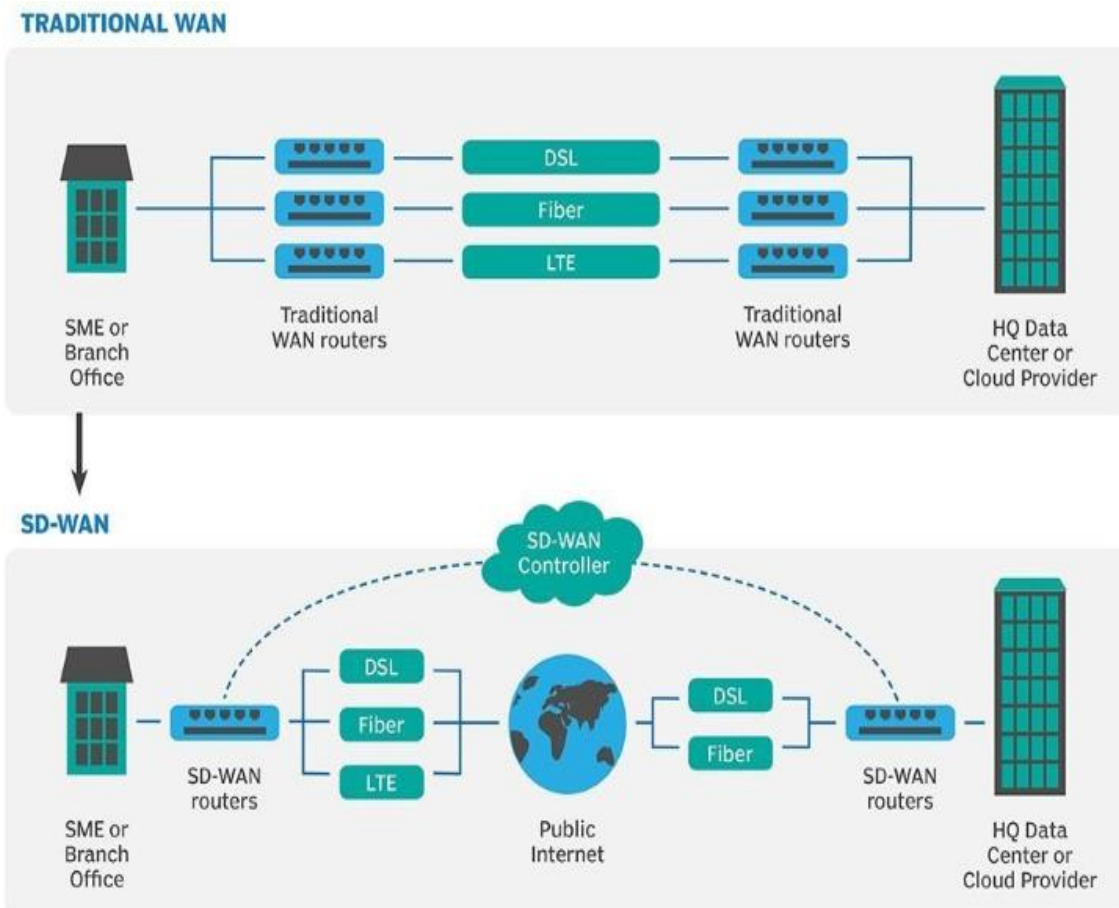 TRADITIONAL WAN
DSL
Fiber
LTE
SME or
Branch
Office
Traditional
WAN routers
Traditional
WAN routers
HQ Data
Center or
Cloud Provider
SD-WAN
SD-WAN
Controller
DSL
Fiber
LTE
DSL
Fiber
SD-WAN
routers
SD-WAN
routers
SME or
Branch
Office
Public
Internet
HQ Data
Center or
Cloud Provider